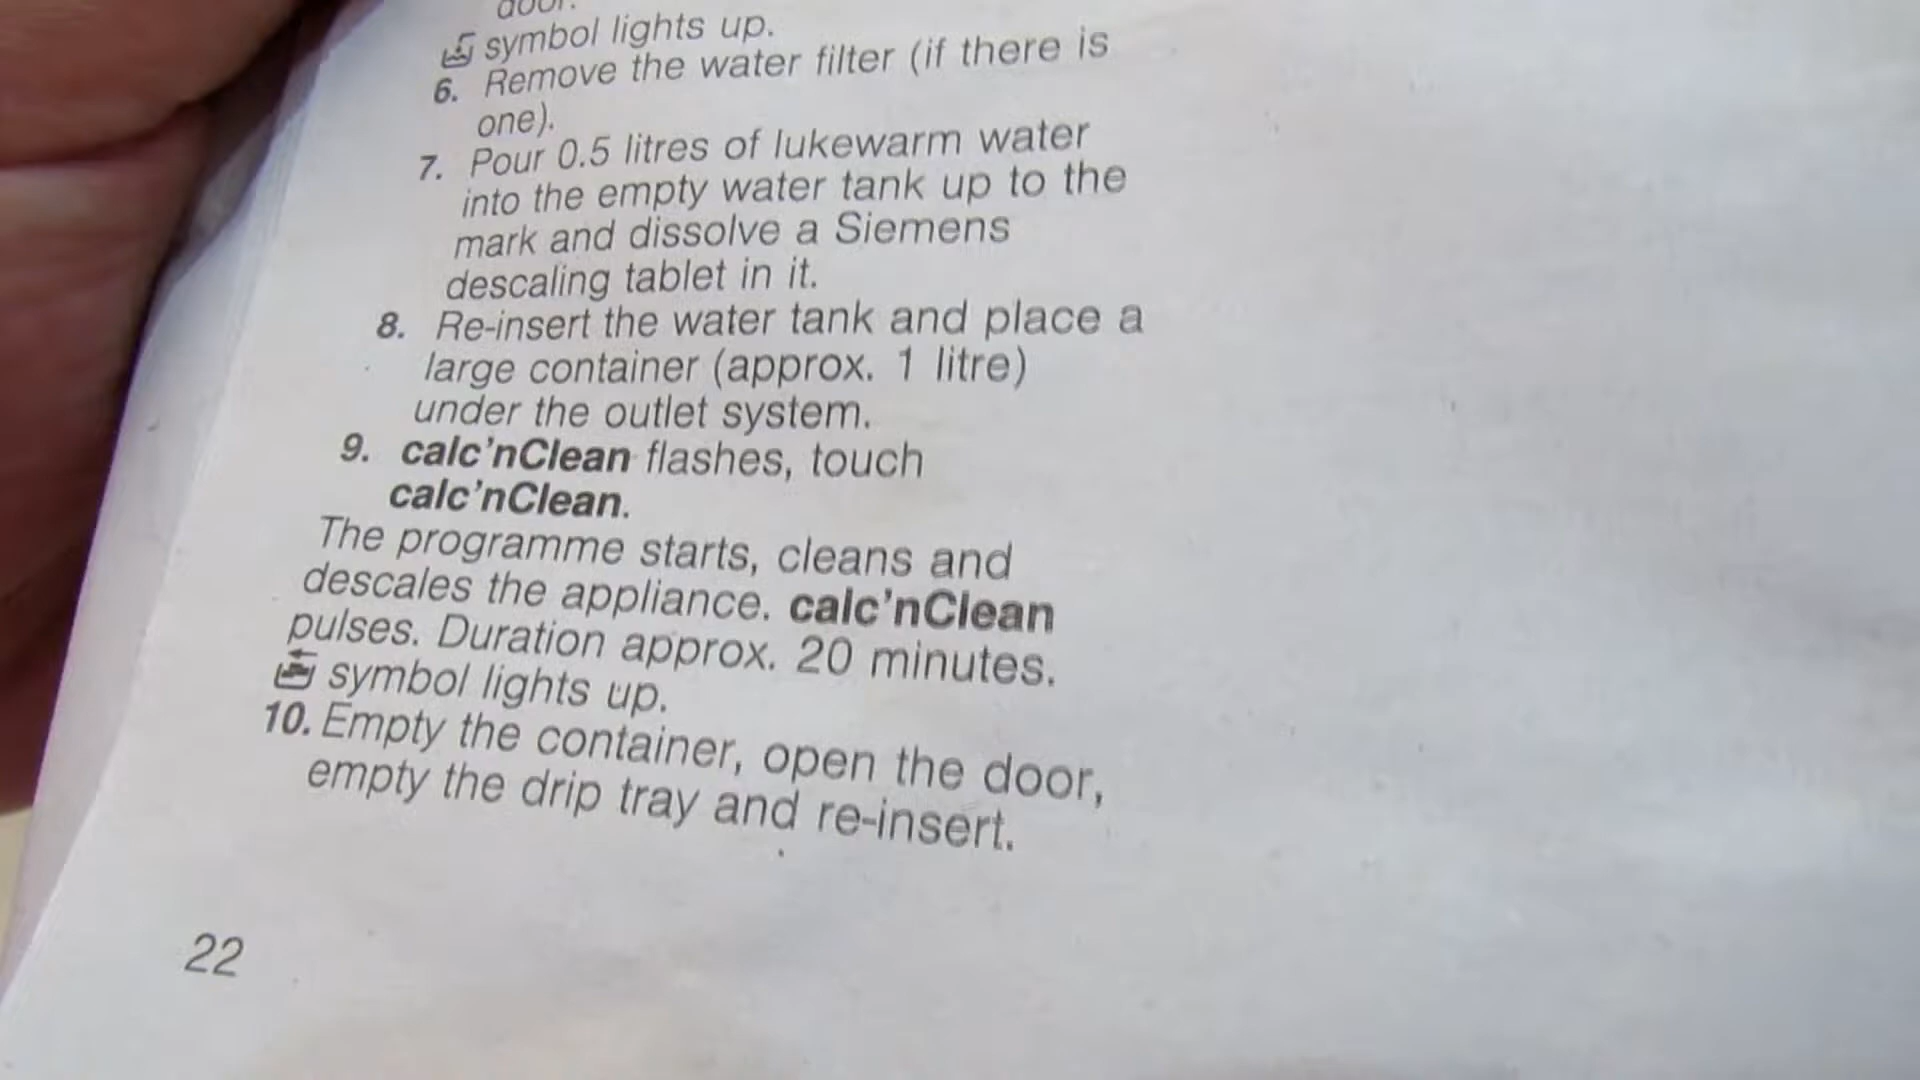 door.
symbol lights up.
6. Remove the water filter (if there is
one).
7. Pour 0.5 litres of lukewarm water
into the empty water tank up to the
mark and dissolve a Siemens
descaling tablet in it.
8. Re-insert the water tank and place a
large container (approx. 1 litre)
under the outlet system.
9. calc'nClean flashes, touch
calc'nClean.
The programme starts, cleans and
descales the appliance. calc'nClean
pulses. Duration approx. 20 minutes.
symbol lights up.
10. Empty the container, open the door,
empty the drip tray and re-insert.
22